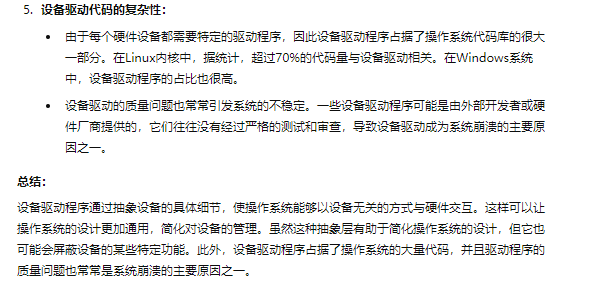 5. 设备驱动代码的复杂性：
• 由于每个硬件设备都需要特定的驱动程序，因此设备驱动程序占据了操作系统代码库的很大
一部分。在Linux内核中，据统计，超过70%的代码量与设备驱动相关。在Windows系统
中，设备驱动程序的占比也很高。
• 设备驱动的质量问题也常常引发系统的不稳定。一些设备驱动程序可能是由外部开发者或硬
件厂商提供的，它们往往没有经过严格的测试和审查，导致设备驱动成为系统崩溃的主要原
因之一。
总结：
设备驱动程序通过抽象设备的具体细节，使操作系统能够以设备无关的方式与硬件交互。这样可以让
操作系统的设计更加通用，简化对设备的管理。虽然这种抽象层有助于简化操作系统的设计，但它也
可能会屏蔽设备的某些特定功能。此外，设备驱动程序占据了操作系统的大量代码，并且驱动程序的
质量问题也常常是系统崩溃的主要原因之一。